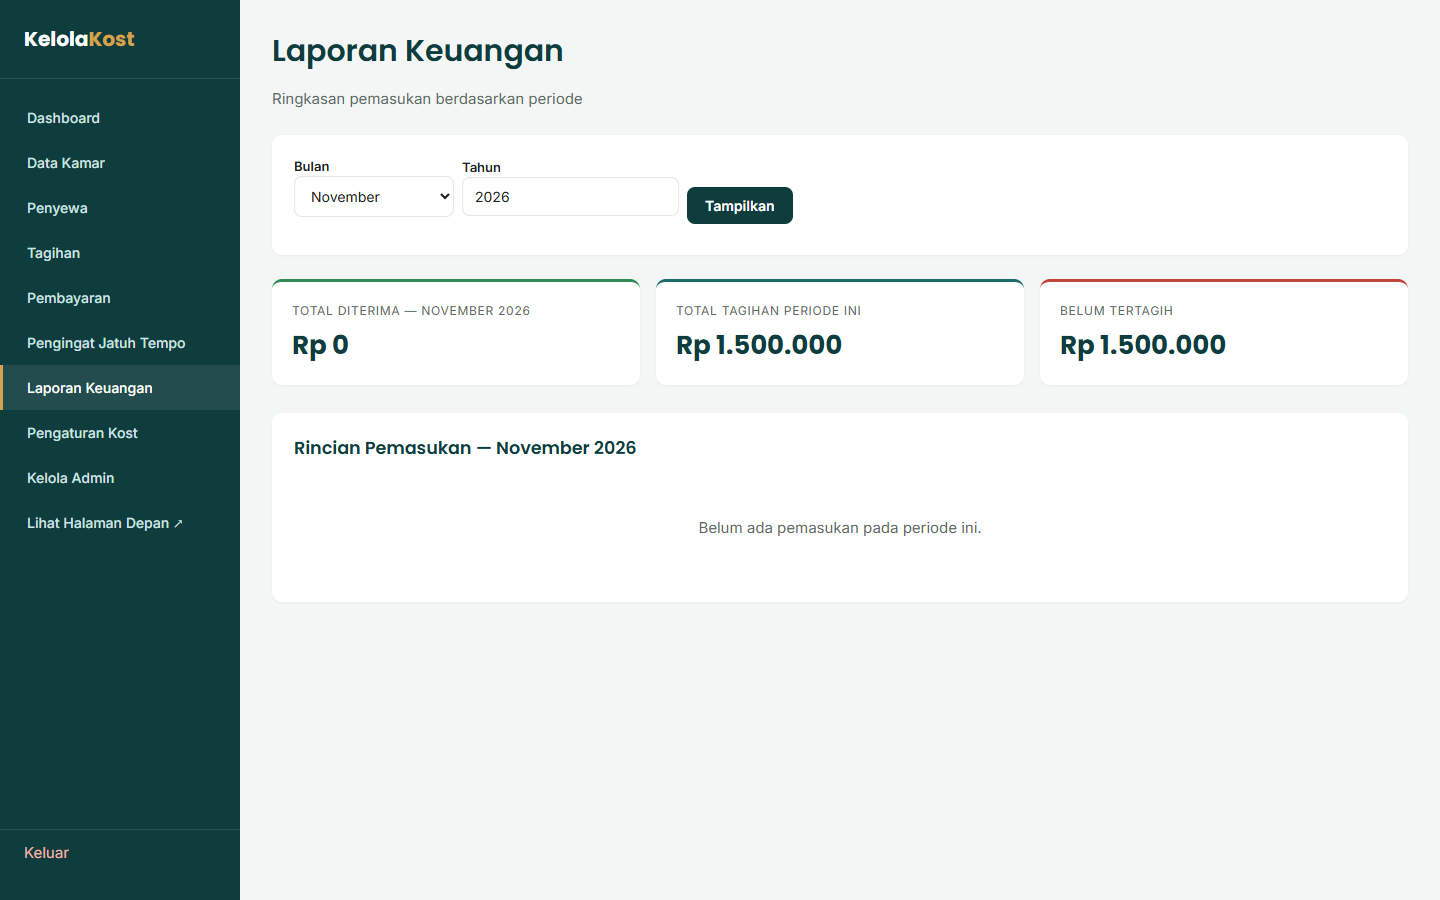 KelolaKost
Dashboard
Data Kamar
Penyewa
Tagihan
Pembayaran
Pengingat Jatuh Tempo
Laporan Keuangan
Pengaturan Kost
Kelola Admin
Lihat Halaman Depan ↗
Keluar
Laporan Keuangan
Ringkasan pemasukan berdasarkan periode
Bulan
Tahun
November
2026
Tampilkan
TOTAL DITERIMA — NOVEMBER 2026
Rp 0
TOTAL TAGIHAN PERIODE INI
Rp 1.500.000
BELUM TERTAGIH
Rp 1.500.000
Rincian Pemasukan — November 2026
Belum ada pemasukan pada periode ini.